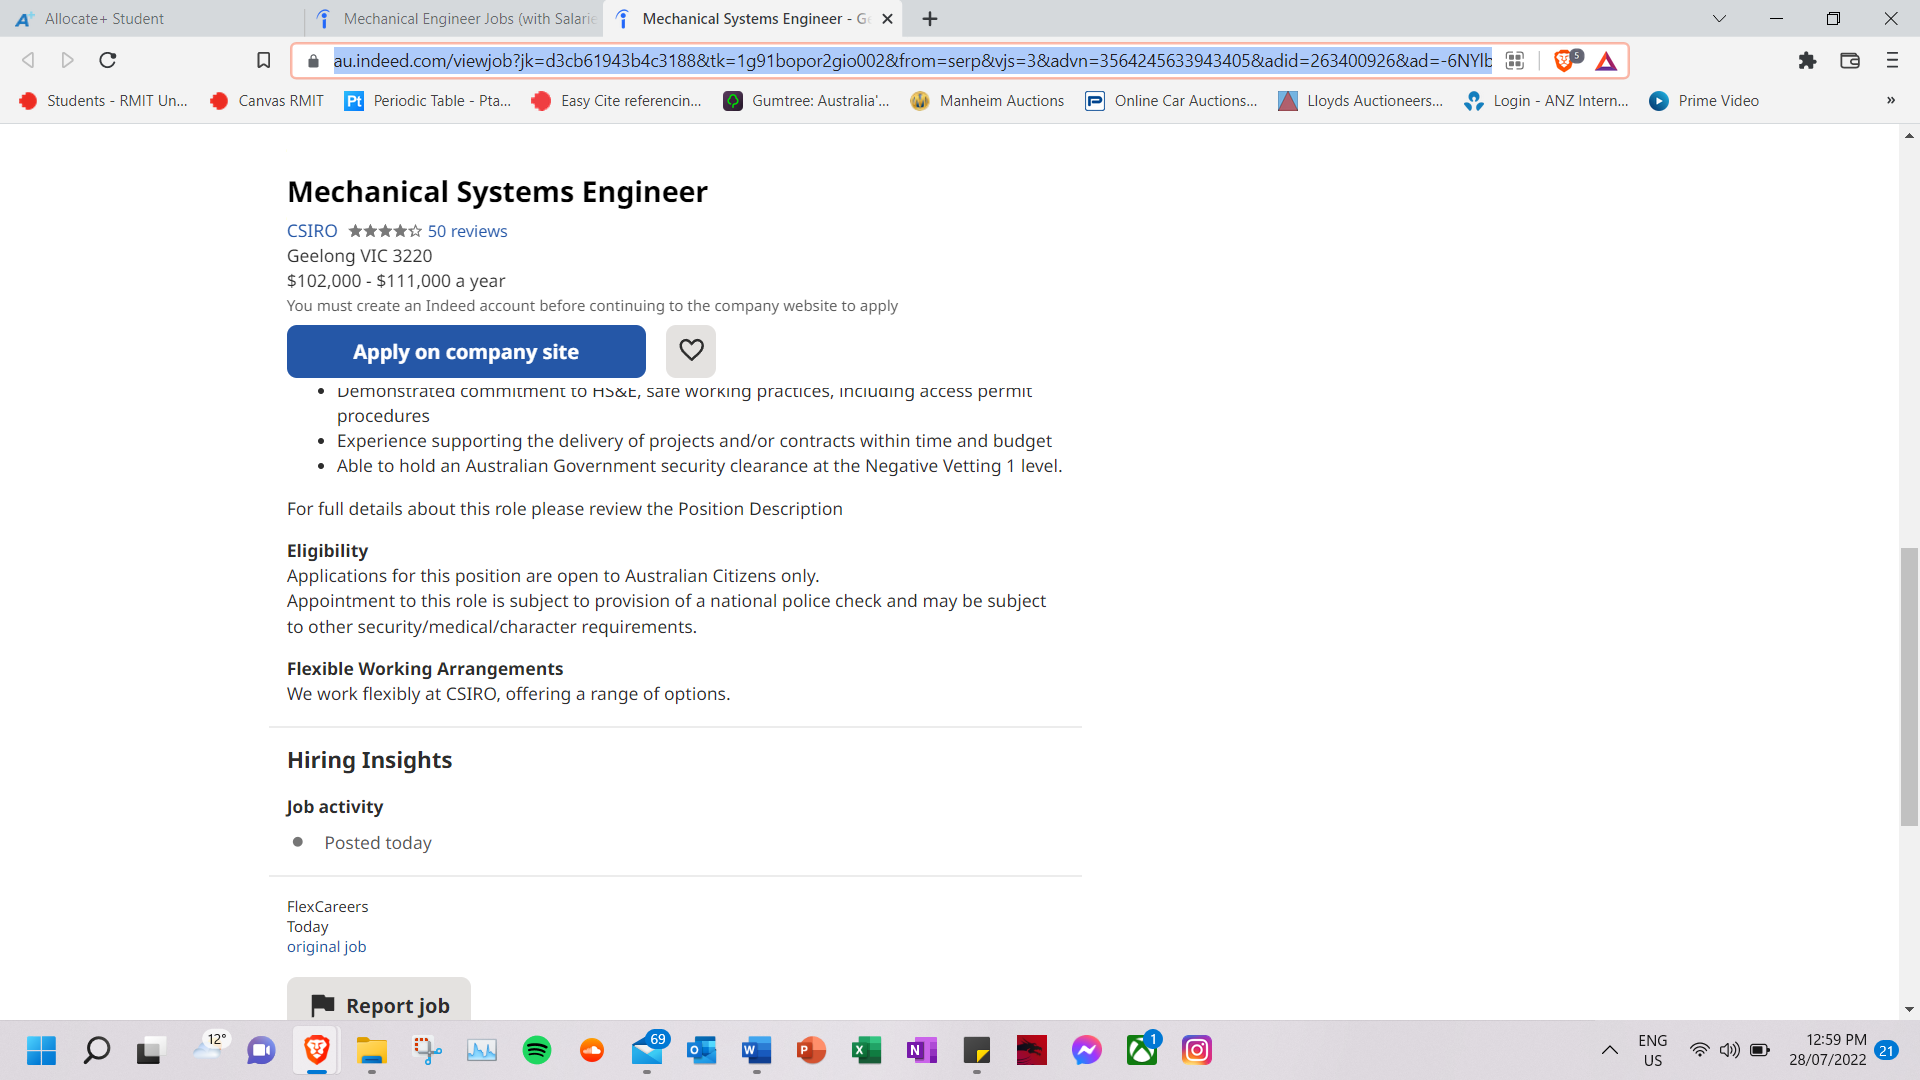 Allocate+ Student
Mechanical Engineer Jobs (with Salarie
Mechanical Systems Engineer - Ge
au.indeed.com/viewjob?jk=d3cb61943b4c3188&tk=1g91bopor2gio002&from=serp&vjs=3&advn=3564245633943405&adid=263400926&ad=-6NYlb
5
Students - RMIT Un...
Canvas RMIT
Pt
Periodic Table - Pta...
Easy Cite referencin...
Gumtree: Australia'...
Manheim Auctions
Online Car Auctions...
Lloyds Auctioneers...
Login - ANZ Intern...
Prime Video
»
Mechanical Systems Engineer
CSIRO 50 reviews
Geelong VIC 3220
$102,000 - $111,000 a year
You must create an Indeed account before continuing to the company website to apply
Apply on company site
• Demonstrated commitment to HS&E, safe working practices, including access permit
procedures
• Experience supporting the delivery of projects and/or contracts within time and budget
• Able to hold an Australian Government security clearance at the Negative Vetting 1 level.
For full details about this role please review the Position Description
Eligibility
Applications for this position are open to Australian Citizens only.
Appointment to this role is subject to provision of a national police check and may be subject
to other security/medical/character requirements.
Flexible Working Arrangements
We work flexibly at CSIRO, offering a range of options.
Hiring Insights
Job activity
• Posted today
FlexCareers
Today
original job
Report job
12°
69
1
ENG
US
12:59 PM
28/07/2022
21